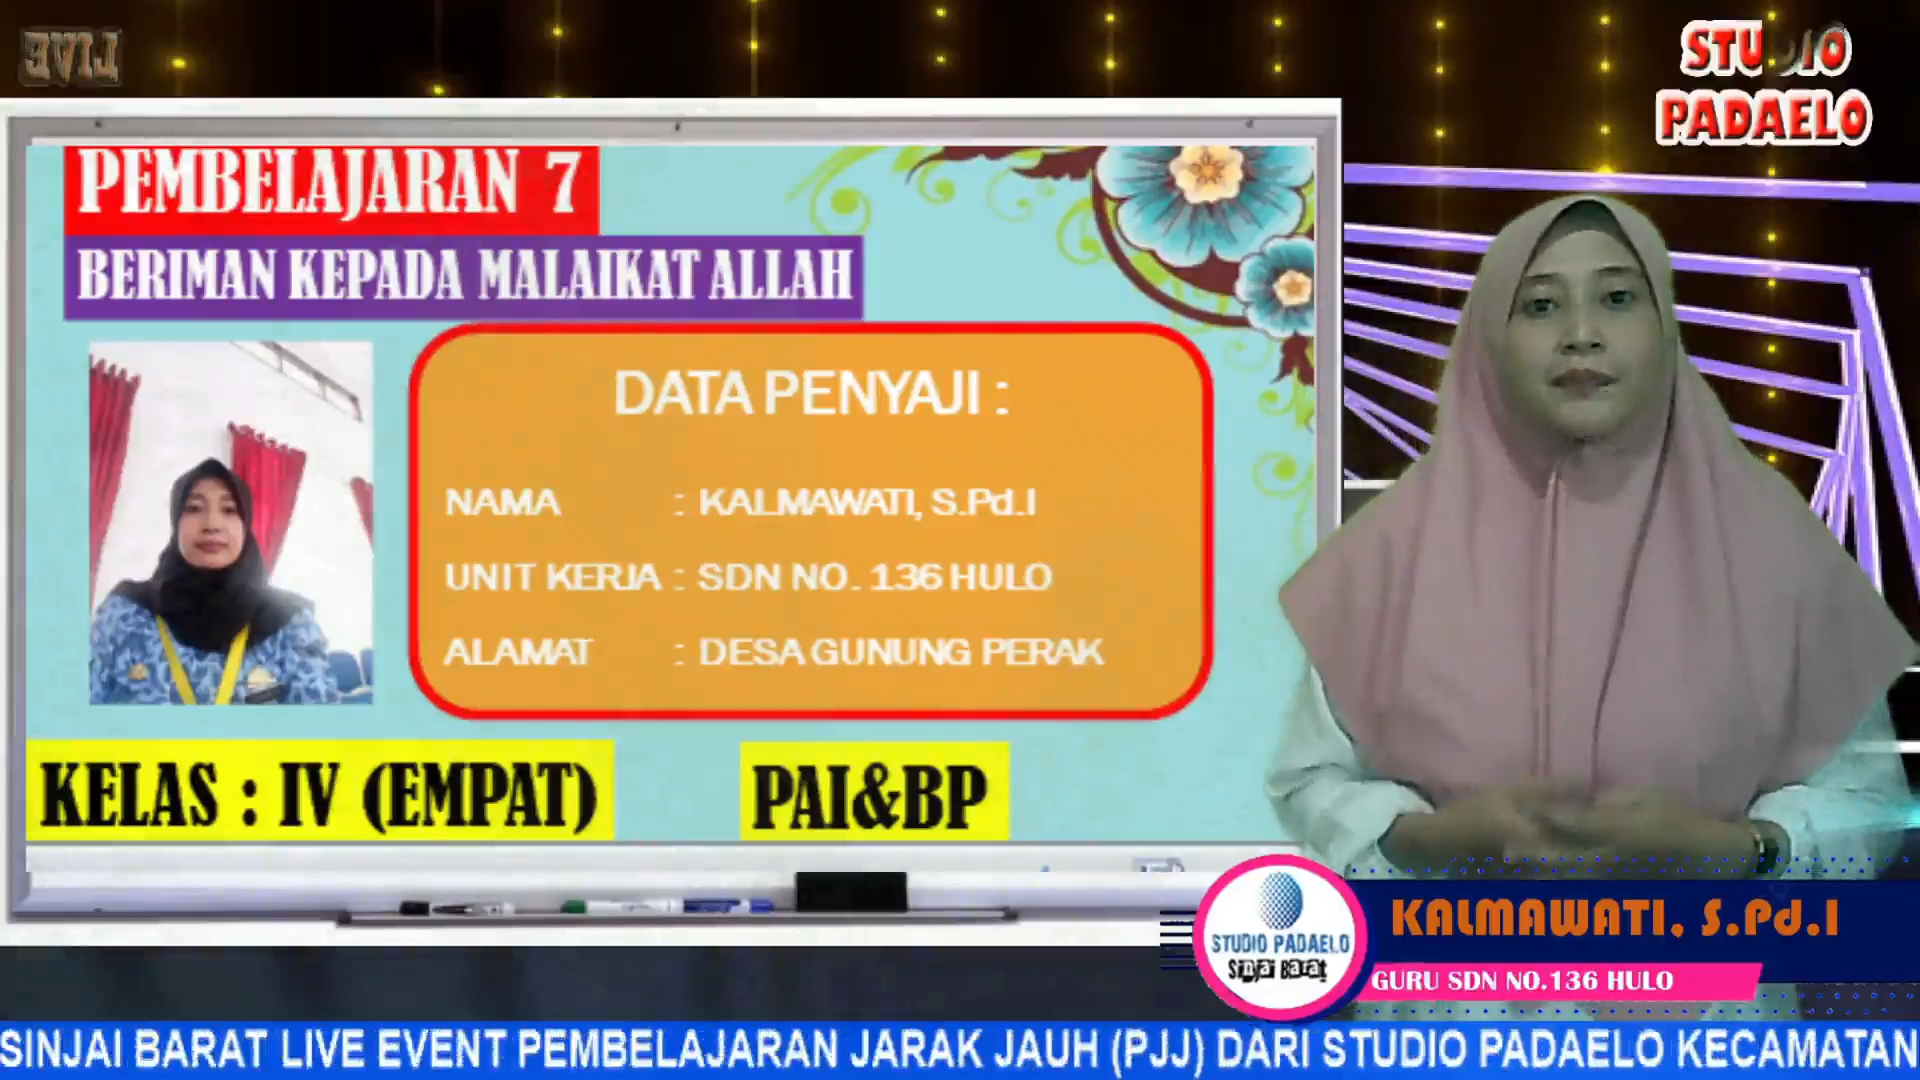 LIVE
STUDIO
PADAELO
PEMBELAJARAN 7
BERIMAN KEPADA MALAIKAT ALLAH
DATA PENYAJI :
NAMA : KALMAWATI, S.Pd.I
UNIT KERJA : SDN NO. 136 HULO
ALAMAT : DESA GUNUNG PERAK
KELAS : IV (EMPAT)
PAI&BP
STUDIO PADAELO
Sinjai Barat
KALMAWATI, S.Pd.I
GURU SDN NO.136 HULO
SINJAI BARAT LIVE EVENT PEMBELAJARAN JARAK JAUH (PJJ) DARI STUDIO PADAELO KECAMATAN